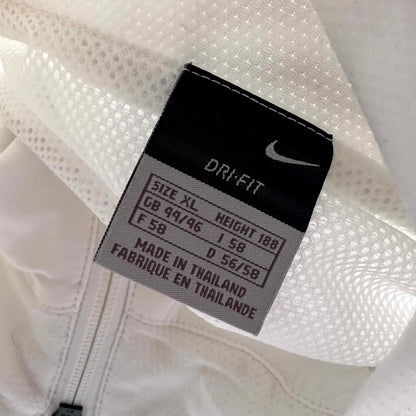 DRI-FIT
SIZE XL HEIGHT 188
GB 44/46 I 58
F 58 D 56/58
MADE IN THAILAND
FABRIQUE EN THAILANDE